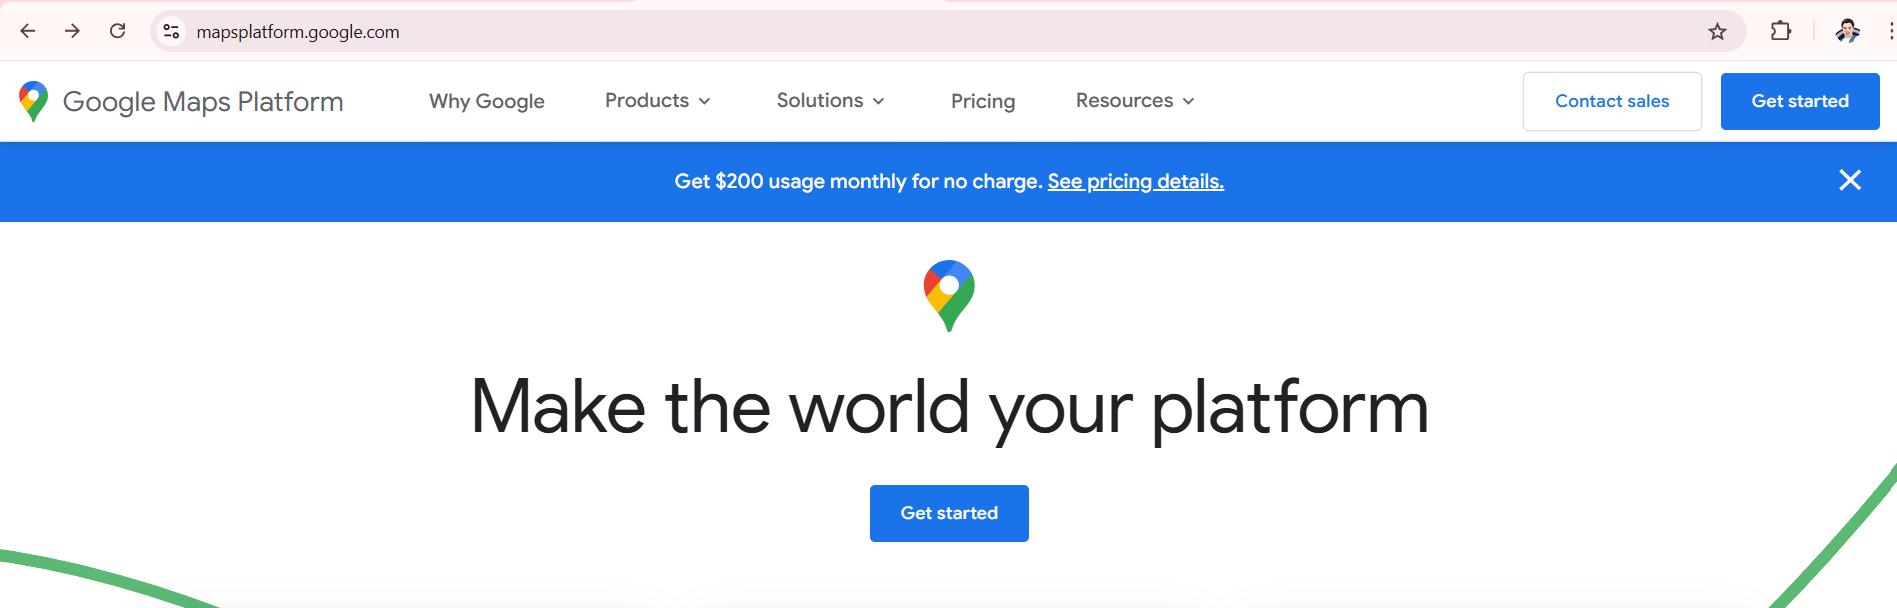 mapsplatform.google.com
Google Maps Platform
Why Google
Products
Solutions
Pricing
Resources
Contact sales
Get started
Get $200 usage monthly for no charge. See pricing details.
Make the world your platform
Get started